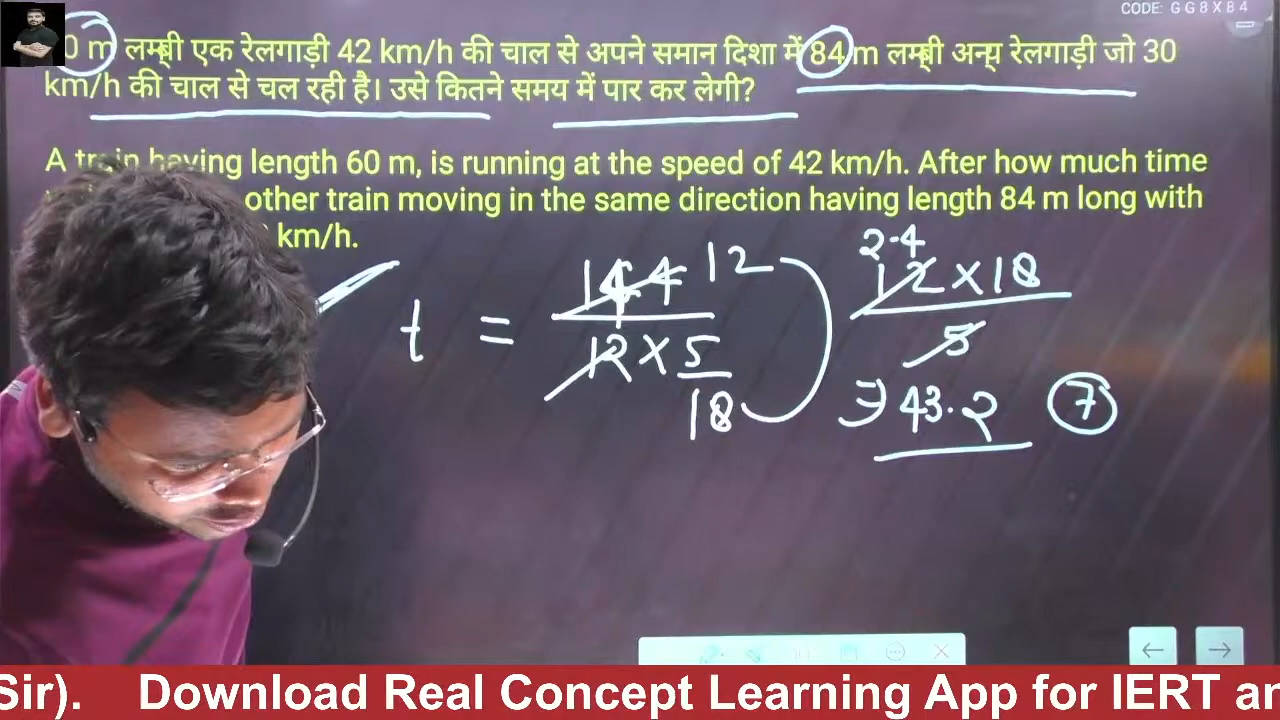 CODE: G G 8 X B 4
0 m लम्बी एक रेलगाड़ी 42 km/h की चाल से अपने समान दिशा में 84 m लम्बी अन्य रेलगाड़ी जो 30
km/h की चाल से चल रही है। उसे कितने समय में पार कर लेगी?
A train having length 60 m, is running at the speed of 42 km/h. After how much time
other train moving in the same direction having length 84 m long with
km/h.
t = 144 12
12 × 5
18
2.4
12 × 18
5
⇒ 43.2 7
Sir). Download Real Concept Learning App for IERT